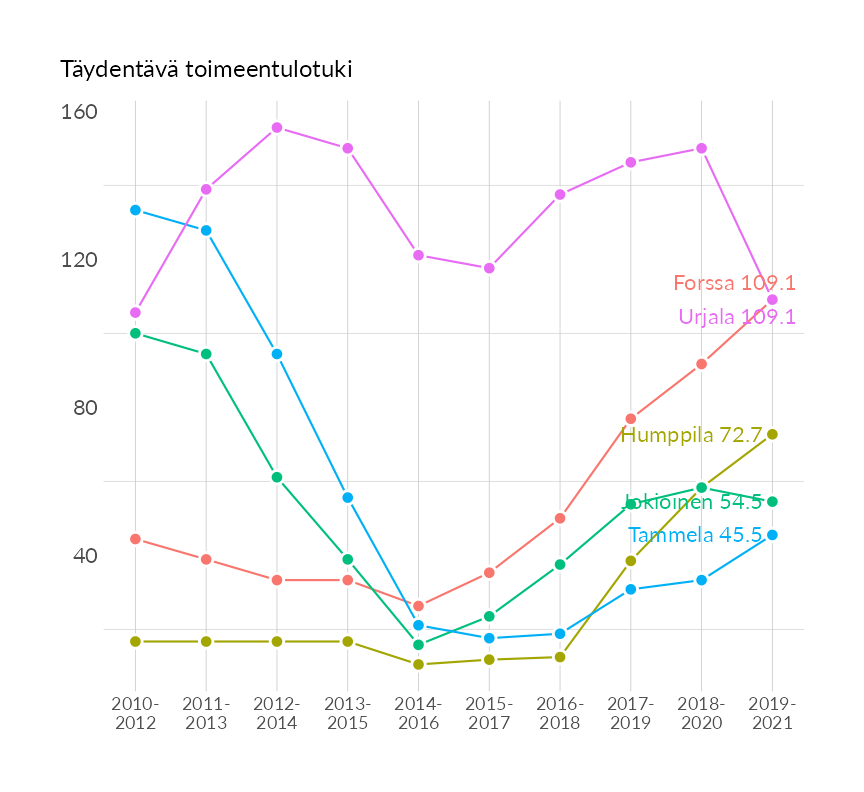 Täydentävä toimeentulotuki
160
120
80
40
Forssa 109.1
Urjala 109.1
Humppila 72.7
Jokioinen 54.5
Tammela 45.5
2010- 2011- 2012- 2013- 2014- 2015- 2016- 2017- 2018- 2019-
2012 2013 2014 2015 2016 2017 2018 2019 2020 2021